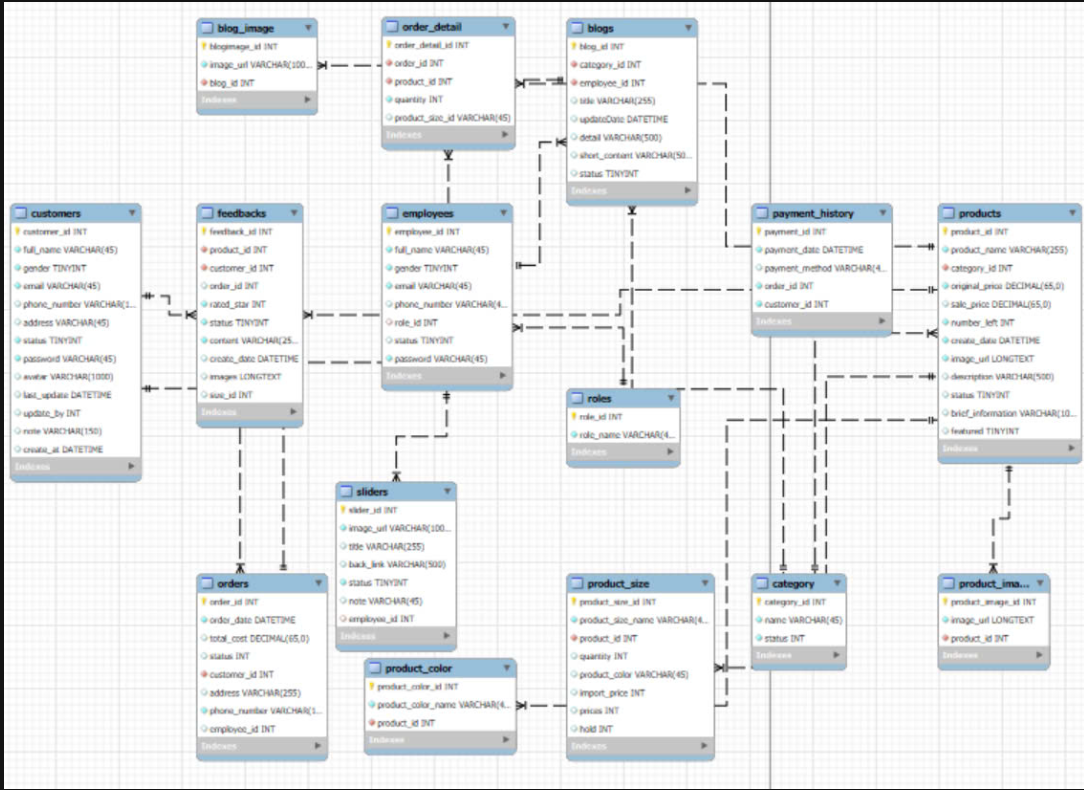 blog_image
blogimage_id INT
image_url VARCHAR(100...
blog_id INT
Indexes
order_detail
order_detail_id INT
order_id INT
product_id INT
quantity INT
product_size_id VARCHAR(45)
Indexes
blogs
blog_id INT
category_id INT
employee_id INT
title VARCHAR(255)
updateDate DATETIME
detail VARCHAR(500)
short_content VARCHAR(50...
status TINYINT
Indexes
customers
customer_id INT
full_name VARCHAR(45)
gender TINYINT
email VARCHAR(45)
phone_number VARCHAR(1...
address VARCHAR(45)
status TINYINT
password VARCHAR(45)
avatar VARCHAR(1000)
last_update DATETIME
update_by INT
note VARCHAR(150)
create_at DATETIME
Indexes
feedbacks
feedback_id INT
product_id INT
customer_id INT
order_id INT
rated_star INT
status TINYINT
content VARCHAR(25...
create_date DATETIME
images LONGTEXT
size_id INT
Indexes
employees
employee_id INT
full_name VARCHAR(45)
gender TINYINT
email VARCHAR(45)
phone_number VARCHAR(4...
role_id INT
status TINYINT
password VARCHAR(45)
Indexes
payment_history
payment_id INT
payment_date DATETIME
payment_method VARCHAR(4...
order_id INT
customer_id INT
Indexes
products
product_id INT
product_name VARCHAR(255)
category_id INT
original_price DECIMAL(65,0)
sale_price DECIMAL(65,0)
number_left INT
create_date DATETIME
image_url LONGTEXT
description VARCHAR(500)
status TINYINT
brief_information VARCHAR(10...
featured TINYINT
Indexes
roles
role_id INT
role_name VARCHAR(4...
Indexes
sliders
slider_id INT
image_url VARCHAR(100...
title VARCHAR(255)
back_link VARCHAR(500)
status TINYINT
note VARCHAR(45)
employee_id INT
Indexes
orders
order_id INT
order_date DATETIME
total_cost DECIMAL(65,0)
status INT
customer_id INT
address VARCHAR(255)
phone_number VARCHAR(1...
employee_id INT
Indexes
product_color
product_color_id INT
product_color_name VARCHAR(4...
product_id INT
Indexes
product_size
product_size_id INT
product_size_name VARCHAR(4...
product_id INT
quantity INT
product_color VARCHAR(45)
import_price INT
prices INT
hold INT
Indexes
category
category_id INT
name VARCHAR(45)
status INT
Indexes
product_ima...
product_image_id INT
image_url LONGTEXT
product_id INT
Indexes